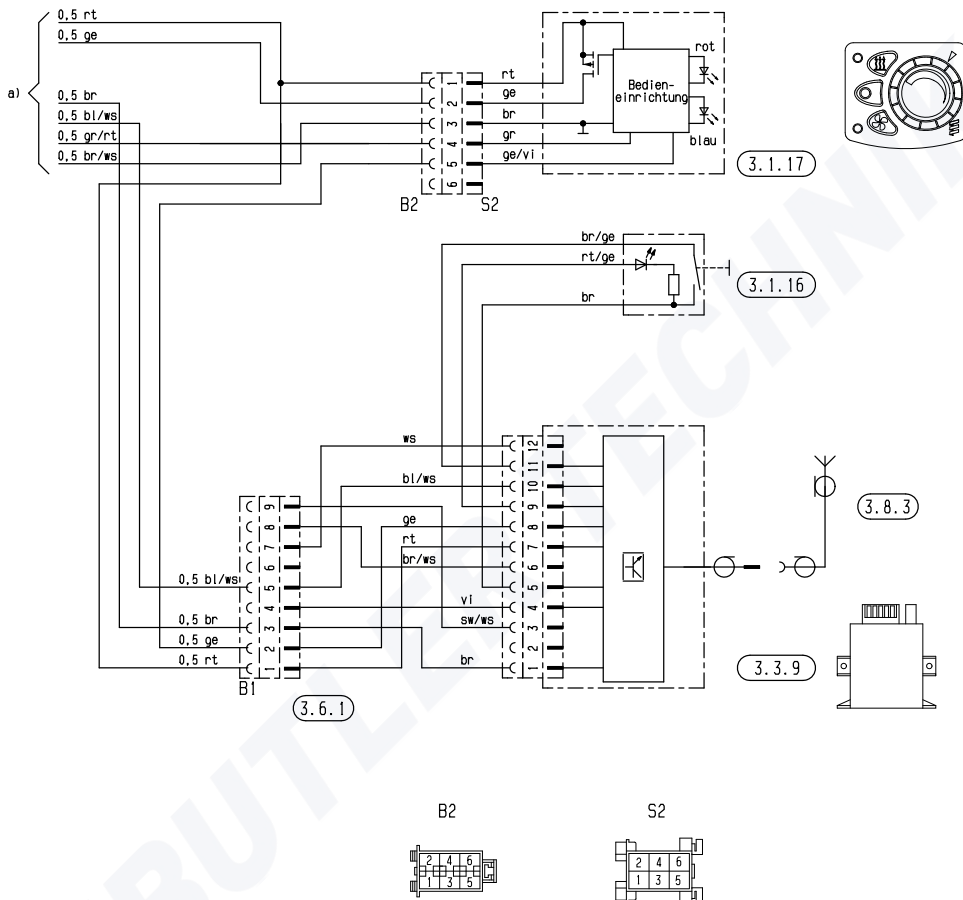 0,5 rt
0,5 ge
a)
0,5 br
0,5 bl/ws
0,5 gr/rt
0,5 br/ws
1
2
3
4
5
6
B2
S2
rt
ge
br
gr
ge/vi
Bedien-
einrichtung
rot
blau
3.1.17
br/ge
rt/ge
br
3.1.16
ws
bl/ws
ge
rt
br/ws
vi
sw/ws
br
12
11
10
9
8
7
6
5
4
3
2
1
9
8
7
6
5
4
3
2
1
0,5 bl/ws
0,5 br
0,5 ge
0,5 rt
B1
3.6.1
3.8.3
3.3.9
B2
2 4 6
1 3 5
S2
2 4 6
1 3 5
BUTLERTECHNIK